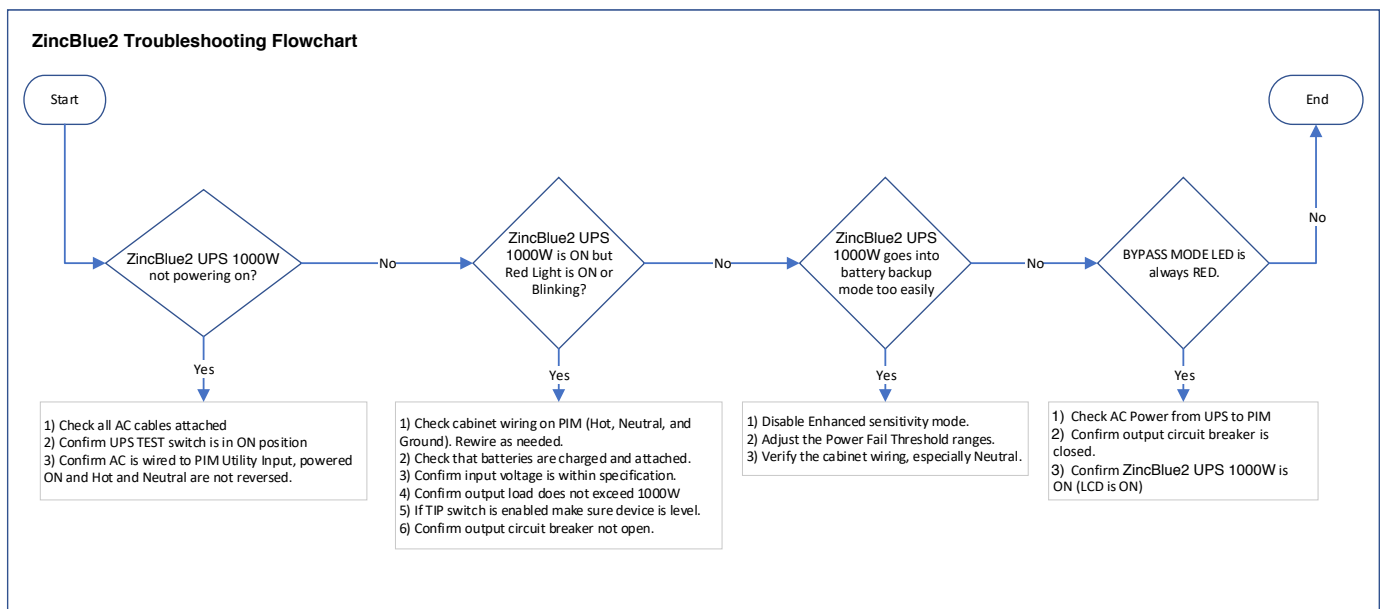 ZincBlue2 Troubleshooting Flowchart
Start
End
ZincBlue2 UPS 1000W
not powering on?
No
ZincBlue2 UPS
1000W is ON but
Red Light is ON or
Blinking?
No
ZincBlue2 UPS
1000W goes into
battery backup
mode too easily
No
BYPASS MODE LED is
always RED.
No
Yes
Yes
Yes
Yes
1) Check all AC cables attached
2) Confirm UPS TEST switch is in ON position
3) Confirm AC is wired to PIM Utility Input, powered
ON and Hot and Neutral are not reversed.
1) Check cabinet wiring on PIM (Hot, Neutral, and
Ground). Rewire as needed.
2) Check that batteries are charged and attached.
3) Confirm input voltage is within specification.
4) Confirm output load does not exceed 1000W
5) If TIP switch is enabled make sure device is level.
6) Confirm output circuit breaker not open.
1) Disable Enhanced sensitivity mode.
2) Adjust the Power Fail Threshold ranges.
3) Verify the cabinet wiring, especially Neutral.
1) Check AC Power from UPS to PIM
2) Confirm output circuit breaker is
closed.
3) Confirm ZincBlue2 UPS 1000W is
ON (LCD is ON)